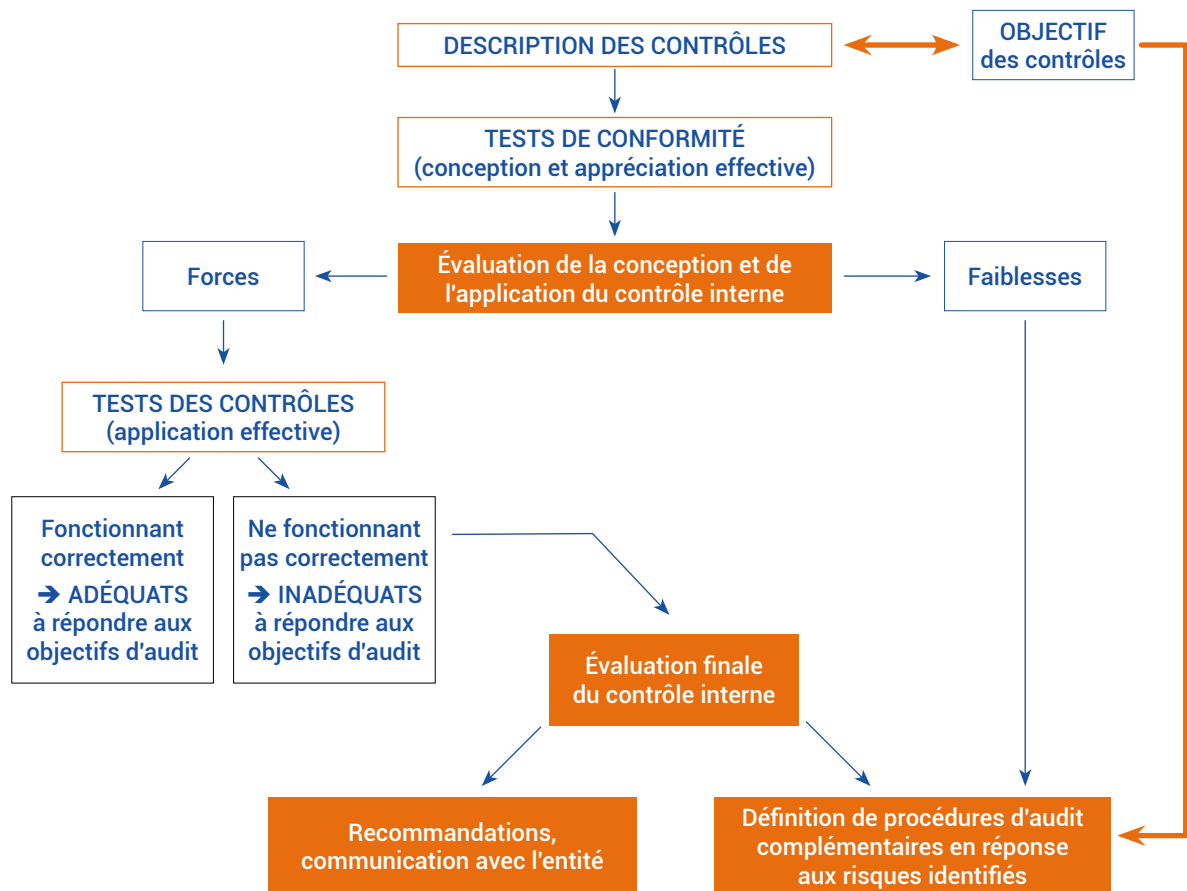 DESCRIPTION DES CONTRÔLES
OBJECTIF
des contrôles
TESTS DE CONFORMITÉ
(conception et appréciation effective)
Forces
Évaluation de la conception et de
l'application du contrôle interne
Faiblesses
TESTS DES CONTRÔLES
(application effective)
Fonctionnant
correctement
➔ ADÉQUATS
à répondre aux
objectifs d'audit
Ne fonctionnant
pas correctement
➔ INADÉQUATS
à répondre aux
objectifs d'audit
Évaluation finale
du contrôle interne
Recommandations,
communication avec l'entité
Définition de procédures d'audit
complémentaires en réponse
aux risques identifiés